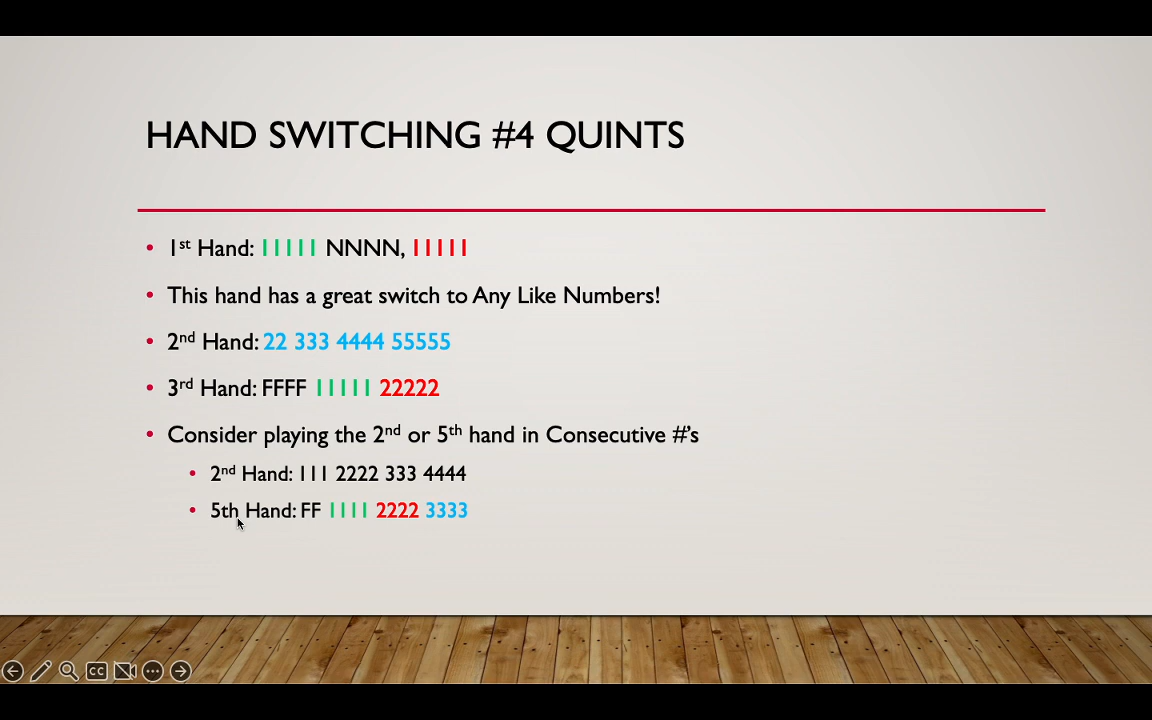 HAND SWITCHING #4 QUINTS
• 1st Hand: 11111 NNNN, 11111
• This hand has a great switch to Any Like Numbers!
• 2nd Hand: 22 333 4444 55555
• 3rd Hand: FFFF 11111 22222
• Consider playing the 2nd or 5th hand in Consecutive #’s
• 2nd Hand: 111 2222 333 4444
• 5th Hand: FF 1111 2222 3333
CC